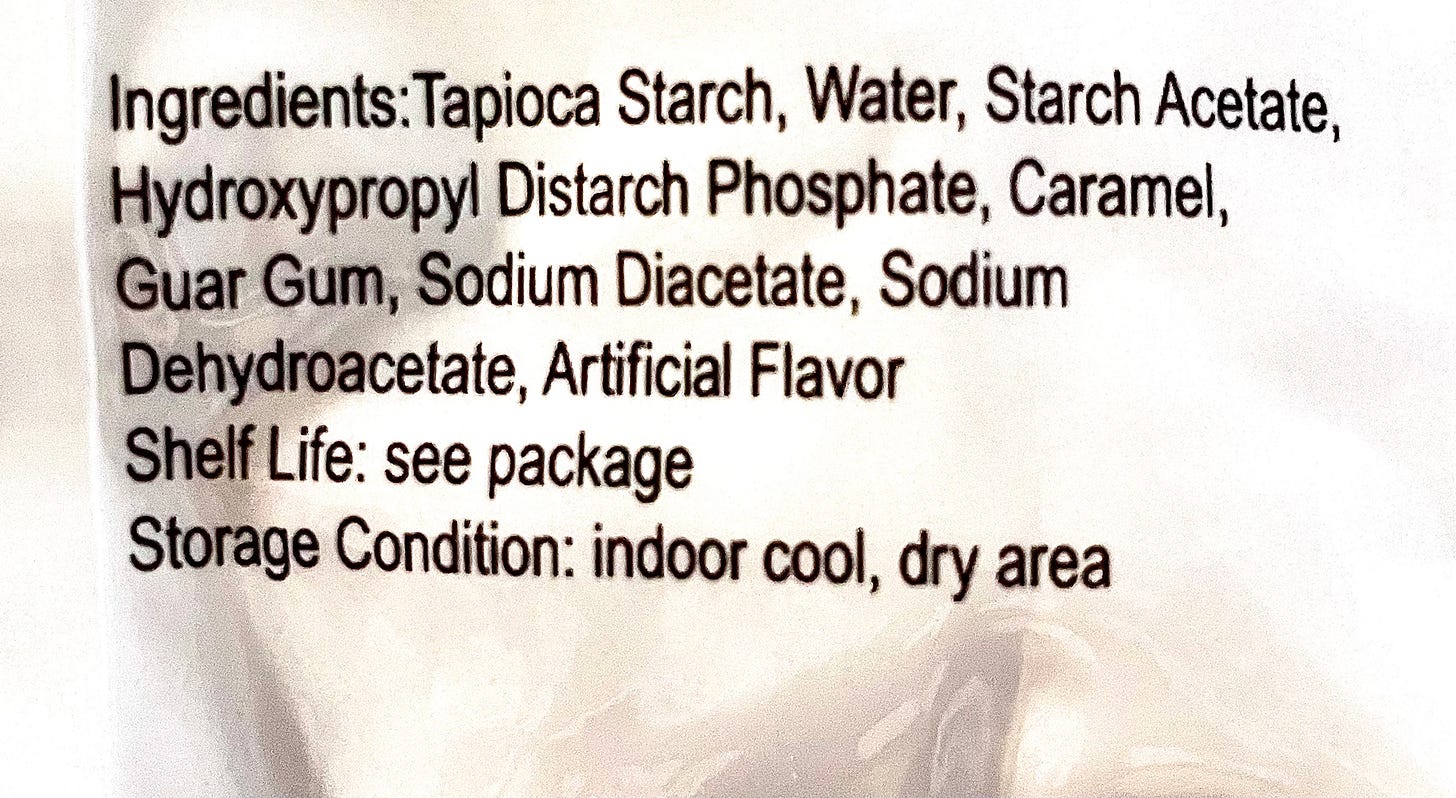 Ingredients:Tapioca Starch, Water, Starch Acetate,
Hydroxypropyl Distarch Phosphate, Caramel,
Guar Gum, Sodium Diacetate, Sodium
Dehydroacetate, Artificial Flavor
Shelf Life: see package
Storage Condition: indoor cool, dry area